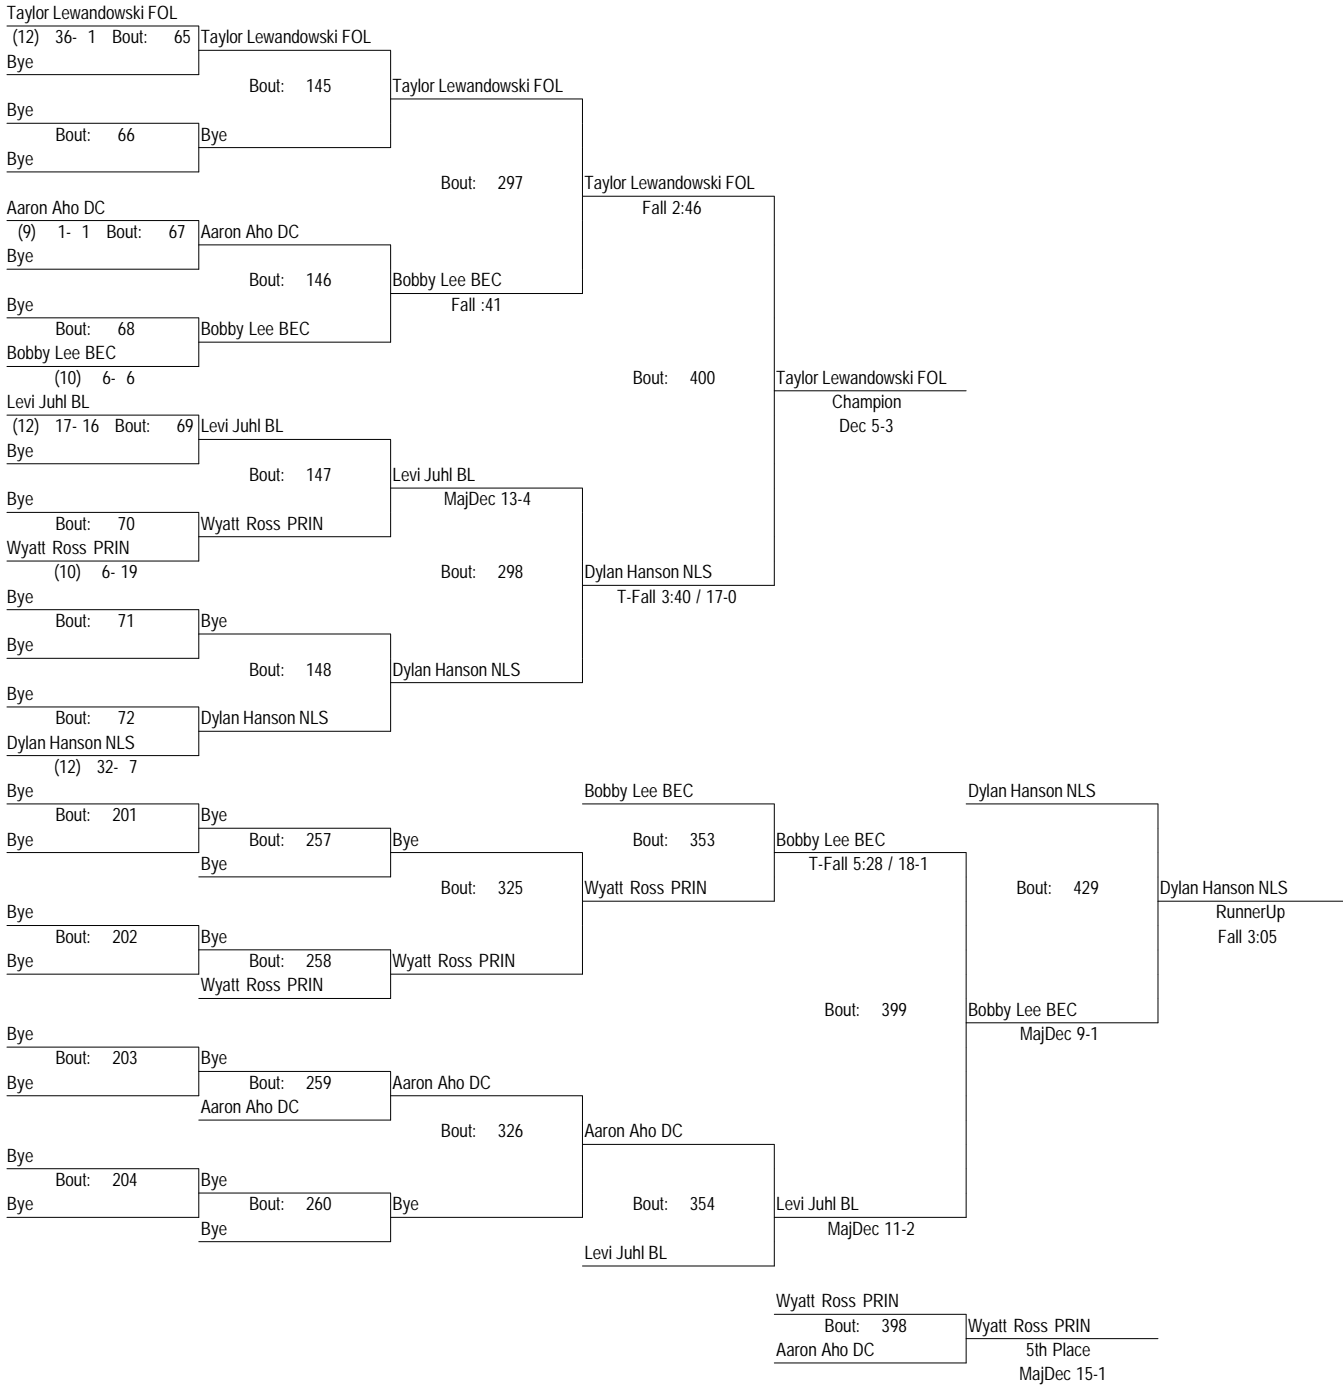 Taylor Lewandowski FOL
(12) 36- 1 Bout: 65 Taylor Lewandowski FOL
Bye
Bout: 145 Taylor Lewandowski FOL
Bye
Bout: 66 Bye
Bye
Bout: 297 Taylor Lewandowski FOL
Aaron Aho DC Fall 2:46
(9) 1- 1 Bout: 67 Aaron Aho DC
Bye
Bout: 146 Bobby Lee BEC
Bye Fall :41
Bout: 68 Bobby Lee BEC
Bobby Lee BEC
(10) 6- 6 Bout: 400 Taylor Lewandowski FOL
Levi Juhl BL Champion
(12) 17- 16 Bout: 69 Levi Juhl BL Dec 5-3
Bye
Bout: 147 Levi Juhl BL
Bye MajDec 13-4
Bout: 70 Wyatt Ross PRIN
Wyatt Ross PRIN
(10) 6- 19 Bout: 298 Dylan Hanson NLS
Bye T-Fall 3:40 / 17-0
Bout: 71 Bye
Bye
Bout: 148 Dylan Hanson NLS
Bye
Bout: 72 Dylan Hanson NLS
Dylan Hanson NLS
(12) 32- 7
Bye Bobby Lee BEC Dylan Hanson NLS
Bout: 201 Bye
Bye Bout: 257 Bye Bout: 353 Bobby Lee BEC
Bye T-Fall 5:28 / 18-1
Bout: 325 Wyatt Ross PRIN Bout: 429 Dylan Hanson NLS
Bye RunnerUp
Bout: 202 Bye Fall 3:05
Bye Bout: 258 Wyatt Ross PRIN
Wyatt Ross PRIN
Bout: 399 Bobby Lee BEC
Bye MajDec 9-1
Bout: 203 Bye
Bye Bout: 259 Aaron Aho DC
Aaron Aho DC
Bout: 326 Aaron Aho DC
Bye
Bout: 204 Bye
Bye Bout: 260 Bye Bout: 354 Levi Juhl BL
Bye MajDec 11-2
Levi Juhl BL
Wyatt Ross PRIN
Bout: 398 Wyatt Ross PRIN
Aaron Aho DC 5th Place
MajDec 15-1